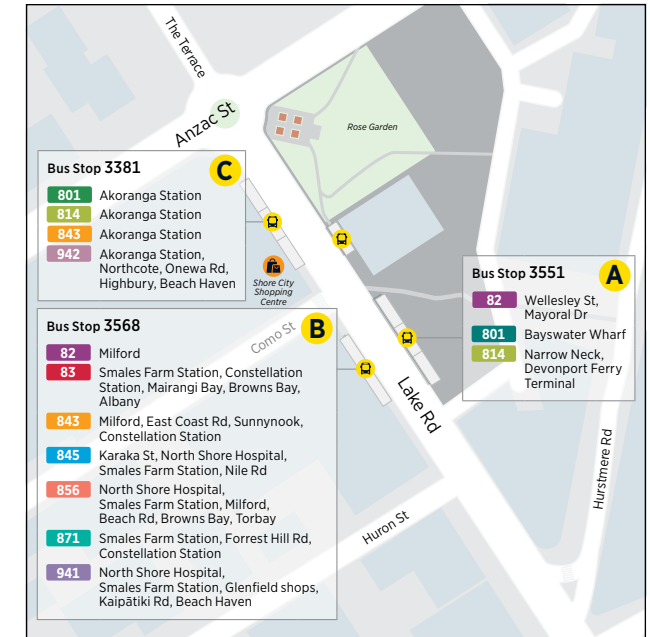 The Terrace
Anzac St
Rose Garden
Bus Stop 3381
C
801 Akoranga Station
814 Akoranga Station
843 Akoranga Station
942 Akoranga Station,
Northcote, Onewa Rd,
Highbury, Beach Haven
Shore City
Shopping
Centre
Bus Stop 3551
A
82 Wellesley St,
Mayoral Dr
801 Bayswater Wharf
814 Narrow Neck,
Devonport Ferry
Terminal
Como St
Bus Stop 3568
B
82 Milford
83 Smales Farm Station, Constellation
Station, Mairangi Bay, Browns Bay,
Albany
843 Milford, East Coast Rd, Sunnynook,
Constellation Station
845 Karaka St, North Shore Hospital,
Smales Farm Station, Nile Rd
856 North Shore Hospital,
Smales Farm Station, Milford,
Beach Rd, Browns Bay, Torbay
871 Smales Farm Station, Forrest Hill Rd,
Constellation Station
941 North Shore Hospital,
Smales Farm Station, Glenfield shops,
Kaipātiki Rd, Beach Haven
Lake Rd
Huron St
Hurstmere Rd